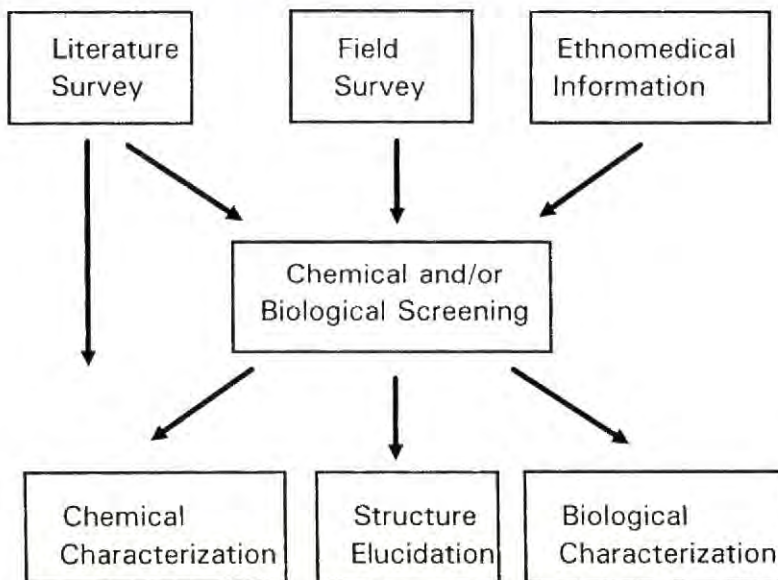 Literature
Survey
Field
Survey
Ethnomedical
Information
Chemical and/or
Biological Screening
Chemical
Characterization
Structure
Elucidation
Biological
Characterization